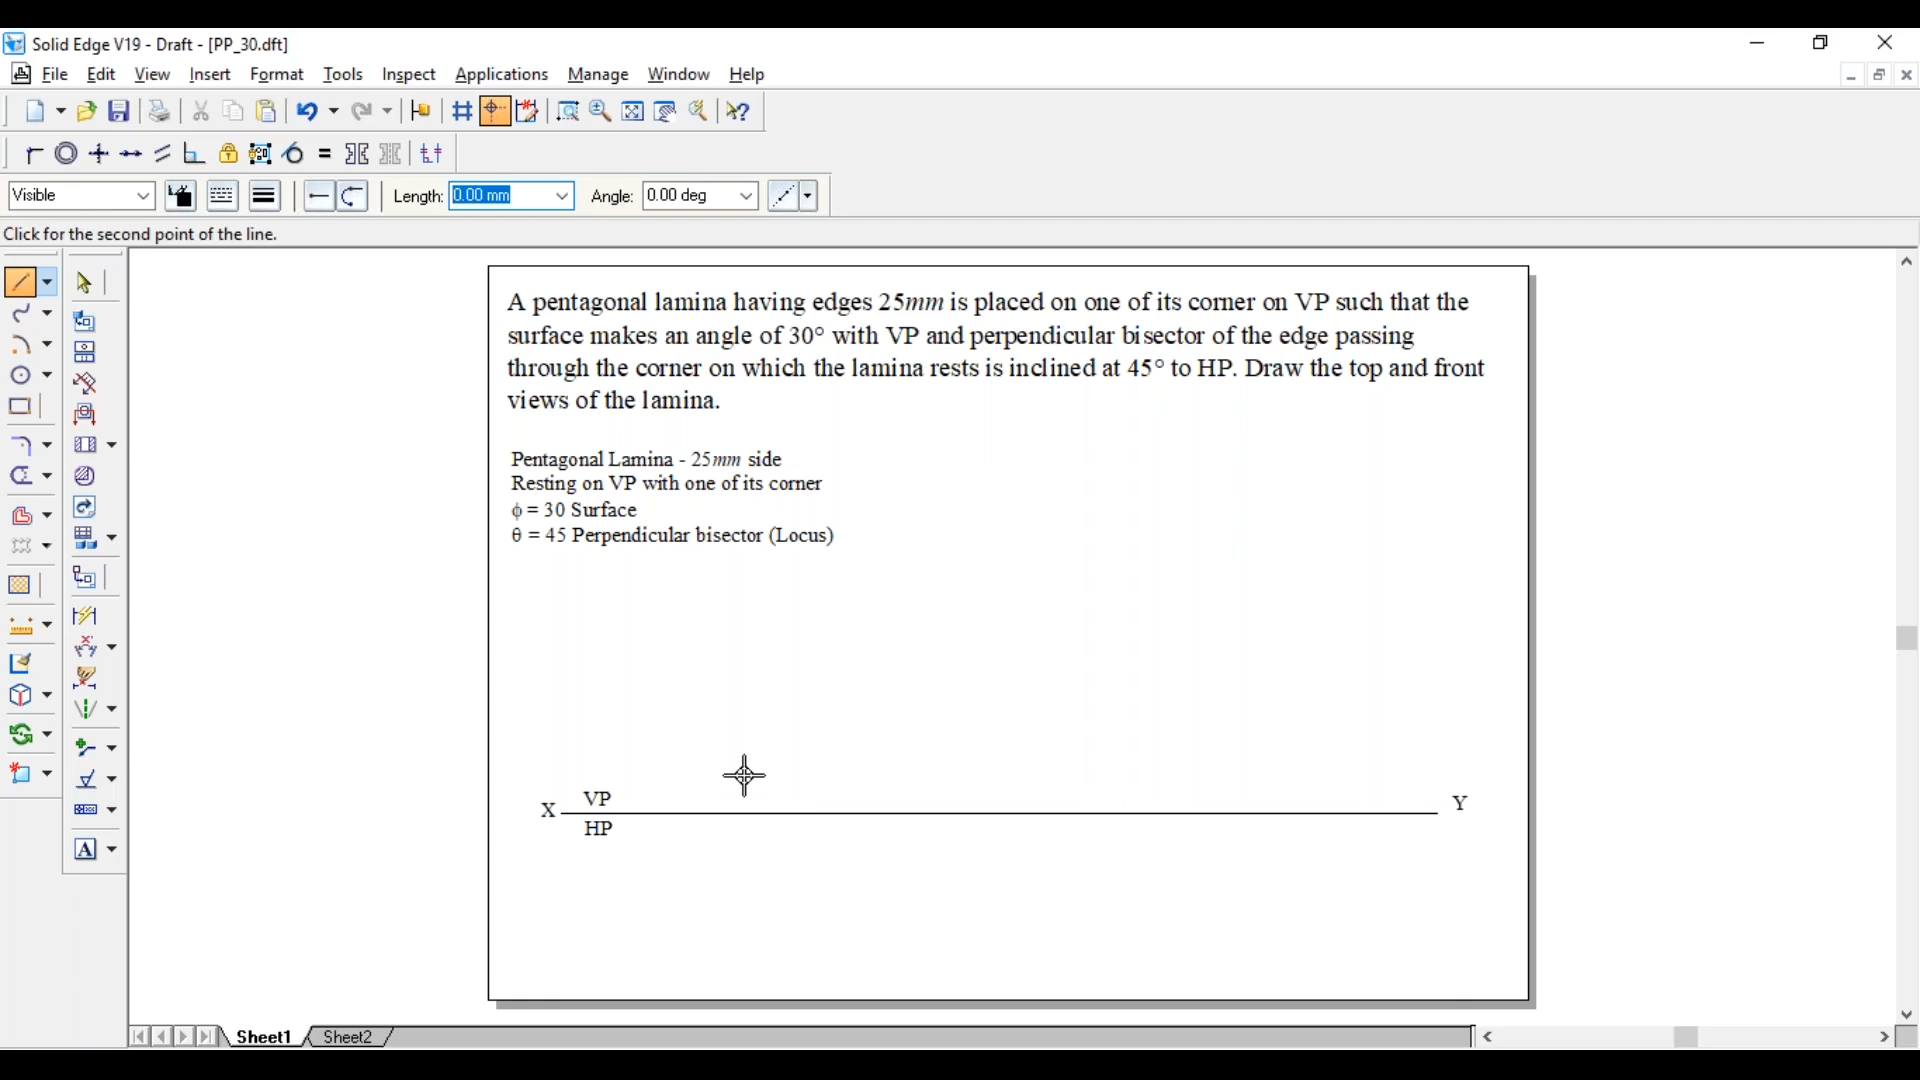 Solid Edge V19 - Draft - [PP_30.dft]
File Edit View Insert Format Tools Inspect Applications Manage Window Help
Visible Length: 0.00 mm Angle: 0.00 deg
Click for the second point of the line.
A pentagonal lamina having edges 25mm is placed on one of its corner on VP such that the
surface makes an angle of 30° with VP and perpendicular bisector of the edge passing
through the corner on which the lamina rests is inclined at 45° to HP. Draw the top and front
views of the lamina.
Pentagonal Lamina - 25mm side
Resting on VP with one of its corner
ϕ = 30 Surface
θ = 45 Perpendicular bisector (Locus)
X VP Y
HP
A
Sheet1 Sheet2